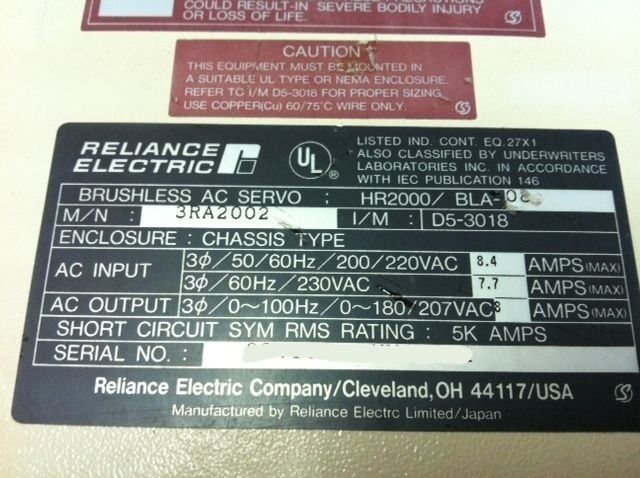 COULD RESULT-IN SEVERE BODILY INJURY
OR LOSS OF LIFE.
CAUTION
THIS EQUIPMENT MUST BE MOUNTED IN
A SUITABLE UL TYPE OR NEMA ENCLOSURE.
REFER TO I/M D5-3018 FOR PROPER SIZING
USE COPPER(Cu) 60/75°C WIRE ONLY.
RELIANCE
ELECTRIC
UL ®
LISTED IND. CONT. EQ.27X1
ALSO CLASSIFIED BY UNDERWRITERS
LABORATORIES INC. IN ACCORDANCE
WITH IEC PUBLICATION 146
BRUSHLESS AC SERVO : HR2000/ BLA-
M/N : 3RA2002 I/M : D5-3018
ENCLOSURE : CHASSIS TYPE
AC INPUT 3ϕ/50/60Hz/200/220VAC 8.4 AMPS(MAX)
3ϕ/60Hz/230VAC 7.7 AMPS(MAX)
AC OUTPUT 3ϕ/0~100Hz/0~180/207VAC 8 AMPS(MAX)
SHORT CIRCUIT SYM RMS RATING : 5K AMPS
SERIAL NO. :
Reliance Electric Company/Cleveland,OH 44117/USA
Manufactured by Reliance Electrc Limited/Japan